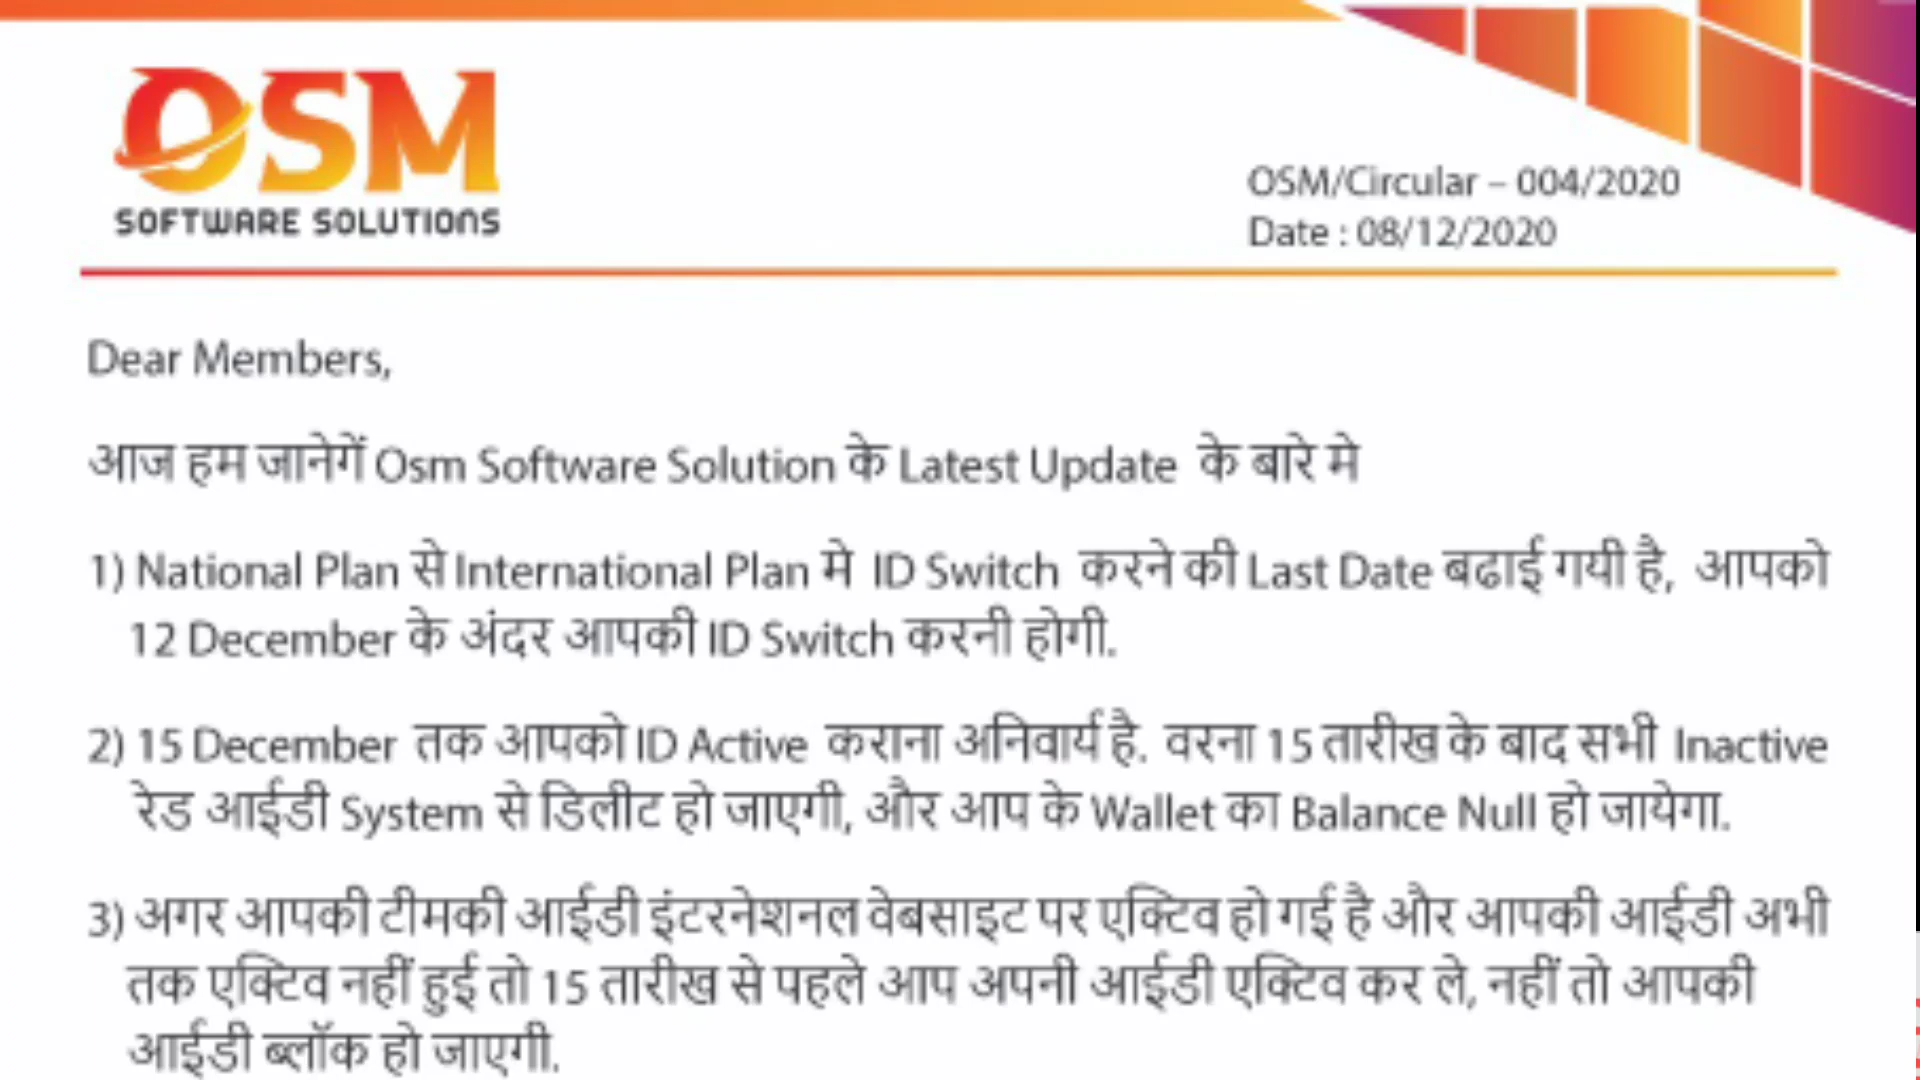 OSM
SOFTWARE SOLUTIONS
OSM/Circular – 004/2020
Date : 08/12/2020
Dear Members,
आज हम जानेगें Osm Software Solution के Latest Update के बारे मे
1) National Plan से International Plan मे ID Switch करने की Last Date बढाई गयी है, आपको
12 December के अंदर आपकी ID Switch करनी होगी.
2) 15 December तक आपको ID Active कराना अनिवार्य है. वरना 15 तारीख के बाद सभी Inactive
रेड आईडी System से डिलीट हो जाएगी, और आप के Wallet का Balance Null हो जायेगा.
3) अगर आपकी टीमकी आईडी इंटरनेशनल वेबसाइट पर एक्टिव हो गई है और आपकी आईडी अभी
तक एक्टिव नहीं हुई तो 15 तारीख से पहले आप अपनी आईडी एक्टिव कर ले, नहीं तो आपकी
आईडी ब्लॉक हो जाएगी.